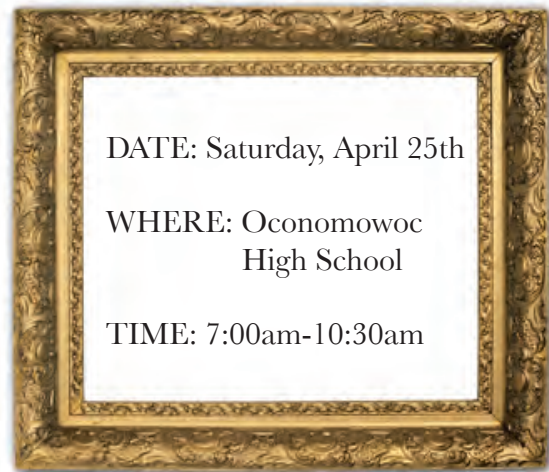 DATE: Saturday, April 25th
WHERE: Oconomowoc
High School
TIME: 7:00am-10:30am